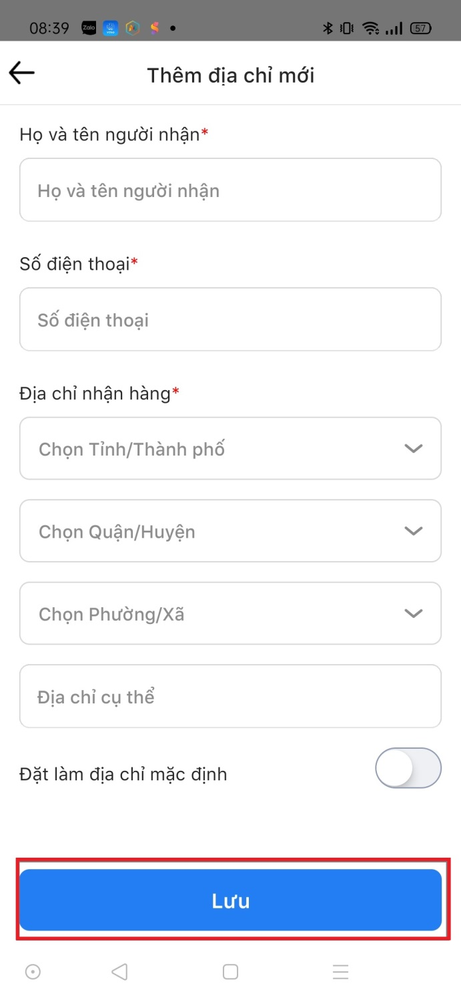 08:39
Zalo
57
Thêm địa chỉ mới
Họ và tên người nhận*
Họ và tên người nhận
Số điện thoại*
Số điện thoại
Địa chỉ nhận hàng*
Chọn Tỉnh/Thành phố
Chọn Quận/Huyện
Chọn Phường/Xã
Địa chỉ cụ thể
Đặt làm địa chỉ mặc định
Lưu